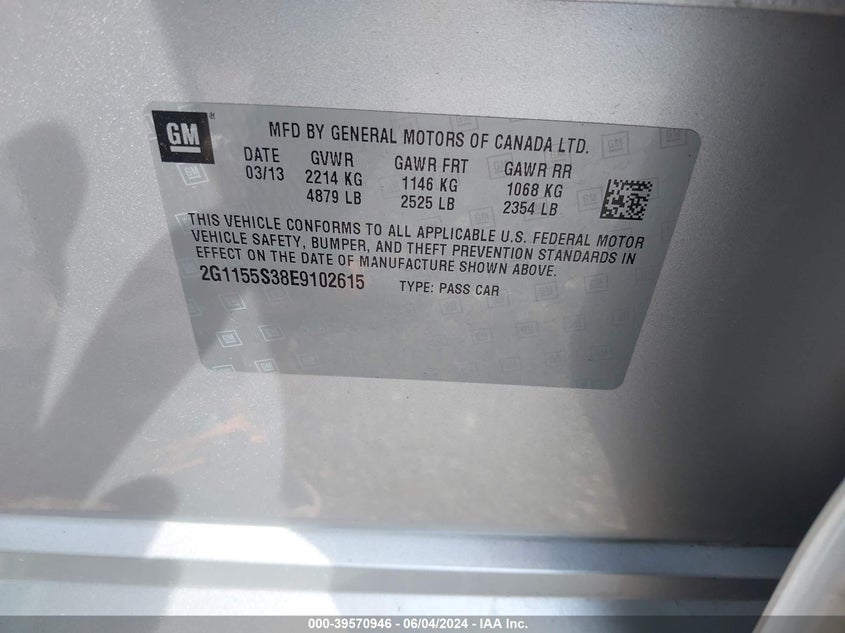 GM®
MFD BY GENERAL MOTORS OF CANADA LTD.
DATE GVWR GAWR FRT GAWR RR
03/13 2214 KG 1146 KG 1068 KG
4879 LB 2525 LB 2354 LB
THIS VEHICLE CONFORMS TO ALL APPLICABLE U.S. FEDERAL MOTOR
VEHICLE SAFETY, BUMPER, AND THEFT PREVENTION STANDARDS IN
EFFECT ON THE DATE OF MANUFACTURE SHOWN ABOVE.
2G1155S38E9102615 TYPE: PASS CAR
000-39570946 - 06/04/2024 - IAA Inc.